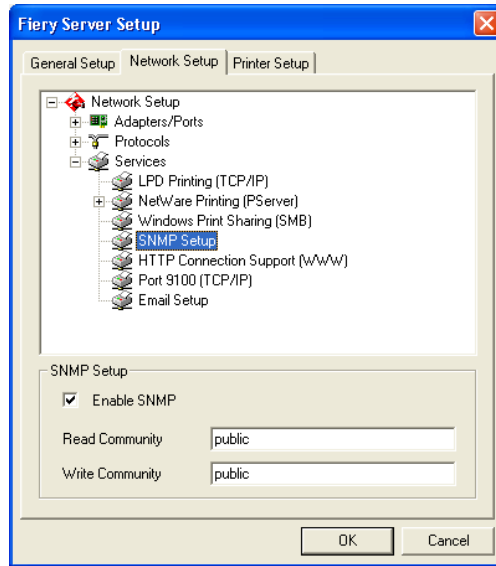 Fiery Server Setup
General Setup Network Setup Printer Setup
Network Setup
Adapters/Ports
Protocols
Services
LPD Printing (TCP/IP)
NetWare Printing (PServer)
Windows Print Sharing (SMB)
SNMP Setup
HTTP Connection Support (WWW)
Port 9100 (TCP/IP)
Email Setup
SNMP Setup
Enable SNMP
Read Community public
Write Community public
OK Cancel